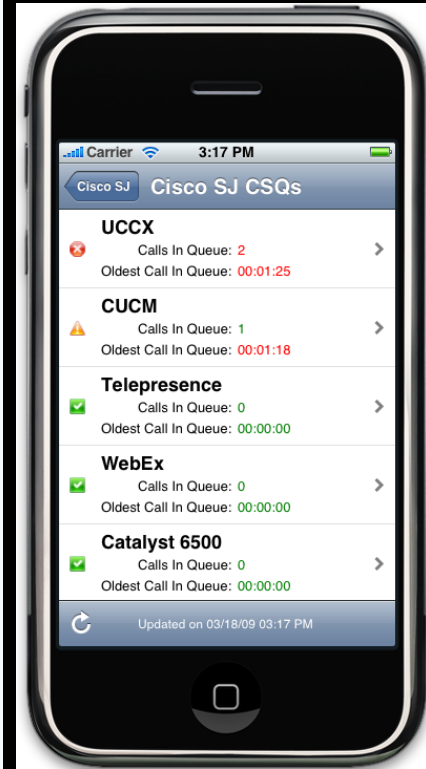 Carrier 3:17 PM
Cisco SJ Cisco SJ CSQs
UCCX
Calls In Queue: 2
Oldest Call In Queue: 00:01:25
CUCM
Calls In Queue: 1
Oldest Call In Queue: 00:01:18
Telepresence
Calls In Queue: 0
Oldest Call In Queue: 00:00:00
WebEx
Calls In Queue: 0
Oldest Call In Queue: 00:00:00
Catalyst 6500
Calls In Queue: 0
Oldest Call In Queue: 00:00:00
Updated on 03/18/09 03:17 PM